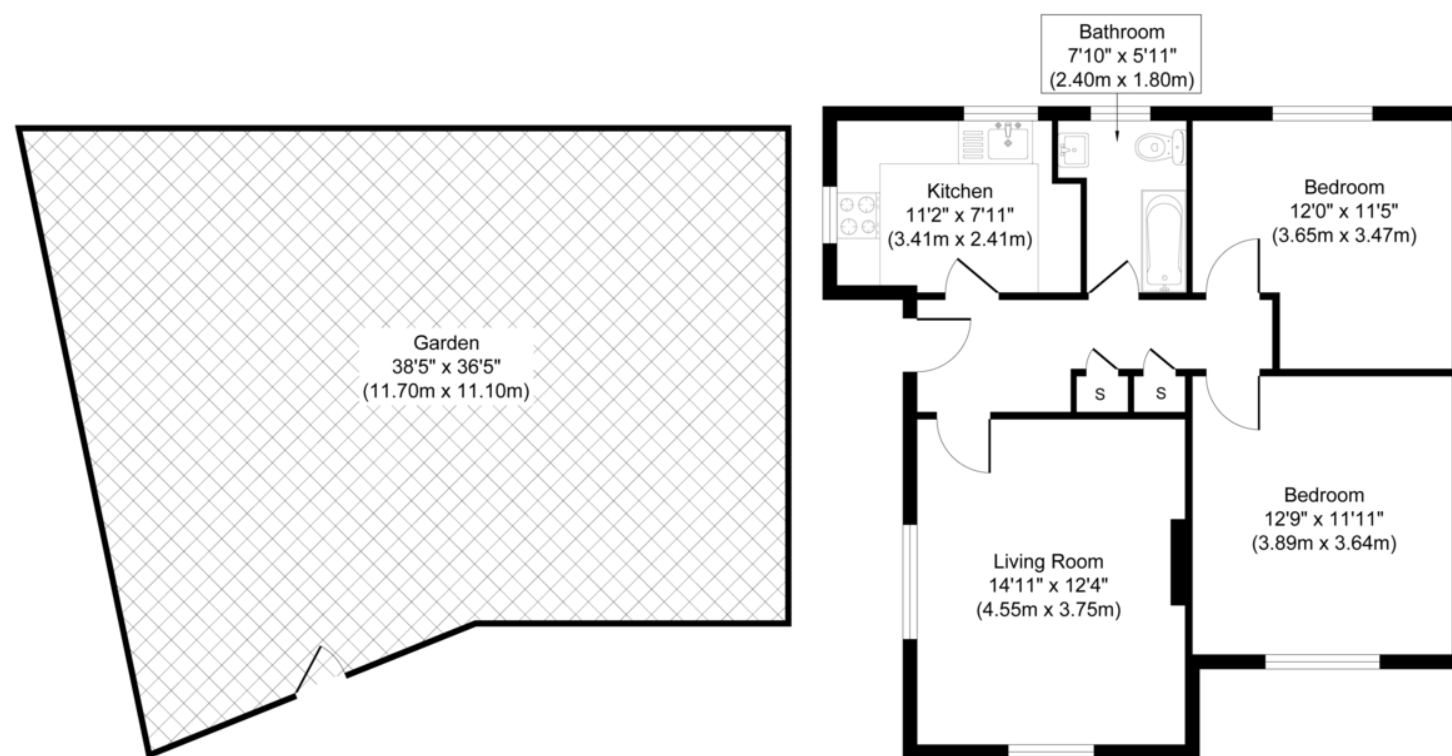 Bathroom
7'10" x 5'11"
(2.40m x 1.80m)
Kitchen
11'2" x 7'11"
(3.41m x 2.41m)
Bedroom
12'0" x 11'5"
(3.65m x 3.47m)
Garden
38'5" x 36'5"
(11.70m x 11.10m)
S
S
Bedroom
12'9" x 11'11"
(3.89m x 3.64m)
Living Room
14'11" x 12'4"
(4.55m x 3.75m)